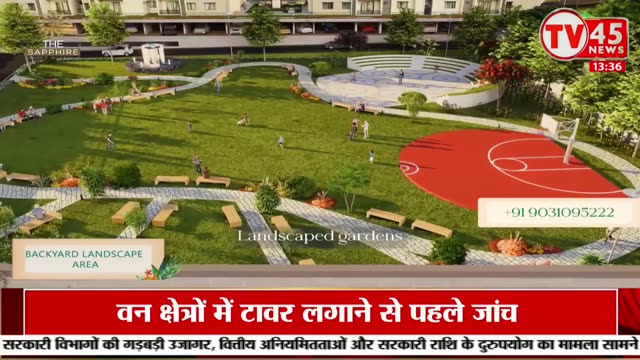 THE
SAPPHIRE
TV45
NEWS
13:36
+91 9031095222
Landscaped gardens
BACKYARD LANDSCAPE
AREA
वन क्षेत्रों में टावर लगाने से पहले जांच
सरकारी विभागों की गड़बड़ी उजागर, वित्तीय अनियमितताओं और सरकारी राशि के दुरुपयोग का मामला सामने